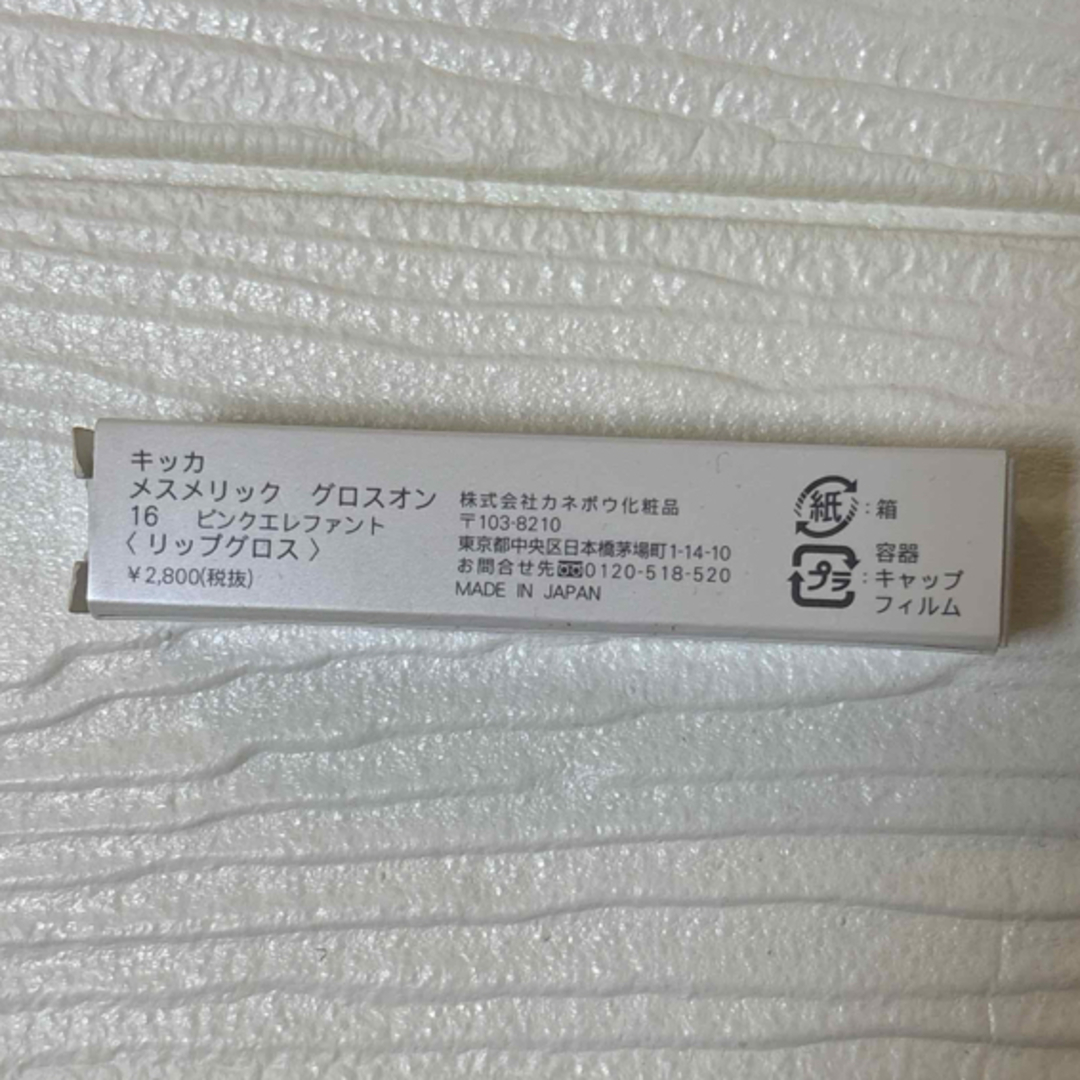 キッカ
メスメリック　グロスオン
16　ピンクエレファント
〈 リップグロス 〉
￥2,800(税抜)
株式会社カネボウ化粧品
〒103-8210
東京都中央区日本橋茅場町1-14-10
お問合せ先 0120-518-520
MADE IN JAPAN
紙：箱
プラ：容器
キャップ
フィルム